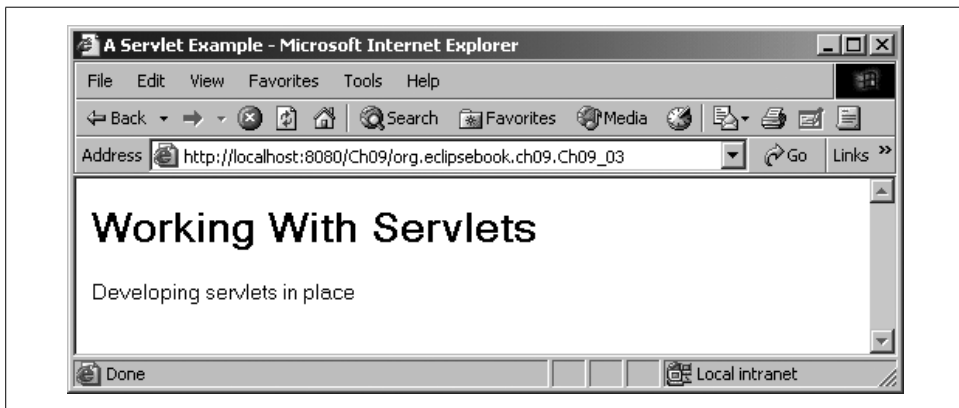 A Servlet Example - Microsoft Internet Explorer
File Edit View Favorites Tools Help
Back Search Favorites Media
Address http://localhost:8080/Ch09/org.eclipsebook.ch09.Ch09_03 Go Links »
Working With Servlets
Developing servlets in place
Done Local intranet